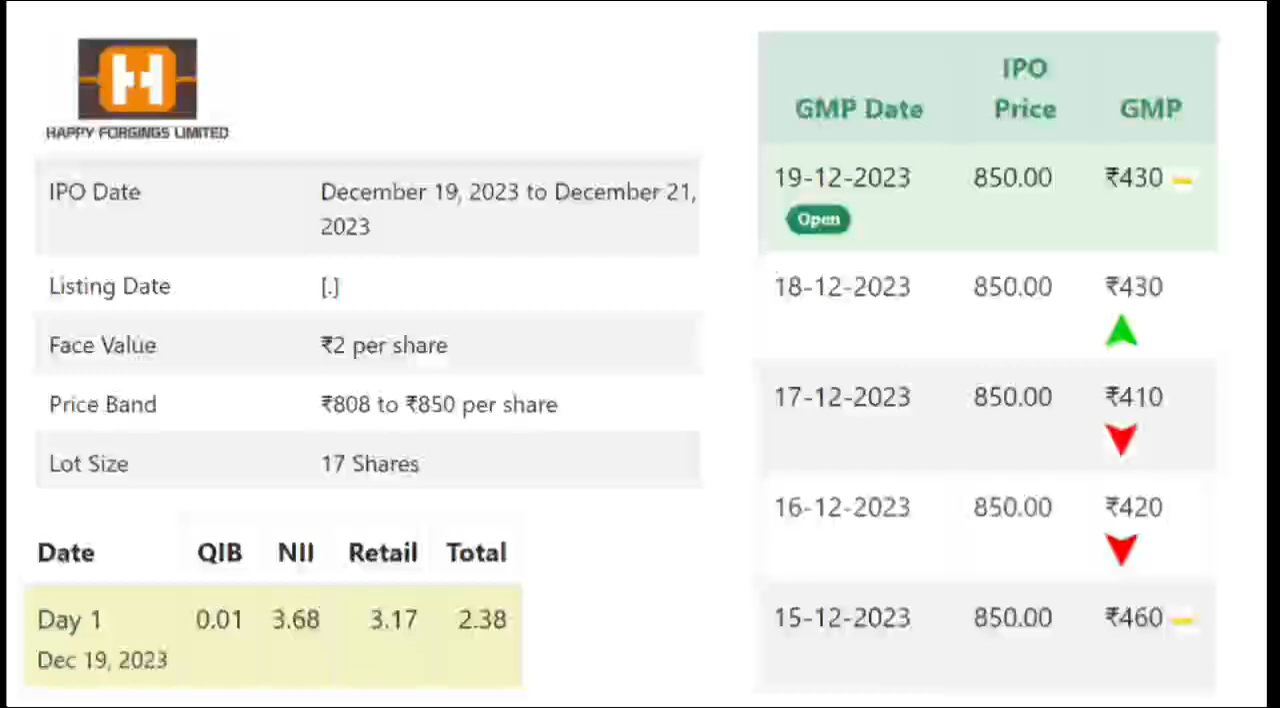 HAPPY FORGINGS LIMITED
IPO Date December 19, 2023 to December 21,
2023
Listing Date [.]
Face Value ₹2 per share
Price Band ₹808 to ₹850 per share
Lot Size 17 Shares
Date QIB NII Retail Total
Day 1 0.01 3.68 3.17 2.38
Dec 19, 2023
IPO
GMP Date Price GMP
19-12-2023 850.00 ₹430
Open
18-12-2023 850.00 ₹430
17-12-2023 850.00 ₹410
16-12-2023 850.00 ₹420
15-12-2023 850.00 ₹460